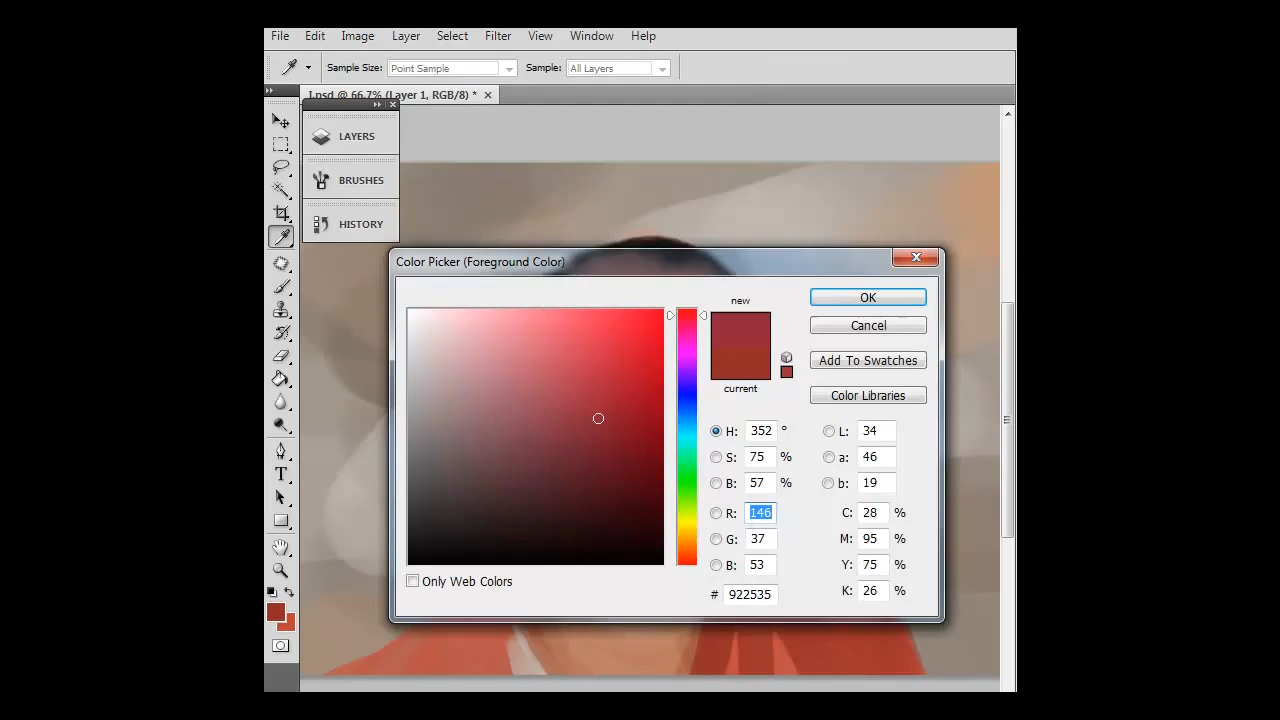 File Edit Image Layer Select Filter View Window Help
Sample Size: Point Sample Sample: All Layers
J.psd @ 66.7% (Layer 1, RGB/8) *
LAYERS
BRUSHES
HISTORY
Color Picker (Foreground Color)
new
current
OK
Cancel
Add To Swatches
Color Libraries
H: 352 °
S: 75 %
B: 57 %
R: 146
G: 37
B: 53
# 922535
L: 34
a: 46
b: 19
C: 28 %
M: 95 %
Y: 75 %
K: 26 %
Only Web Colors